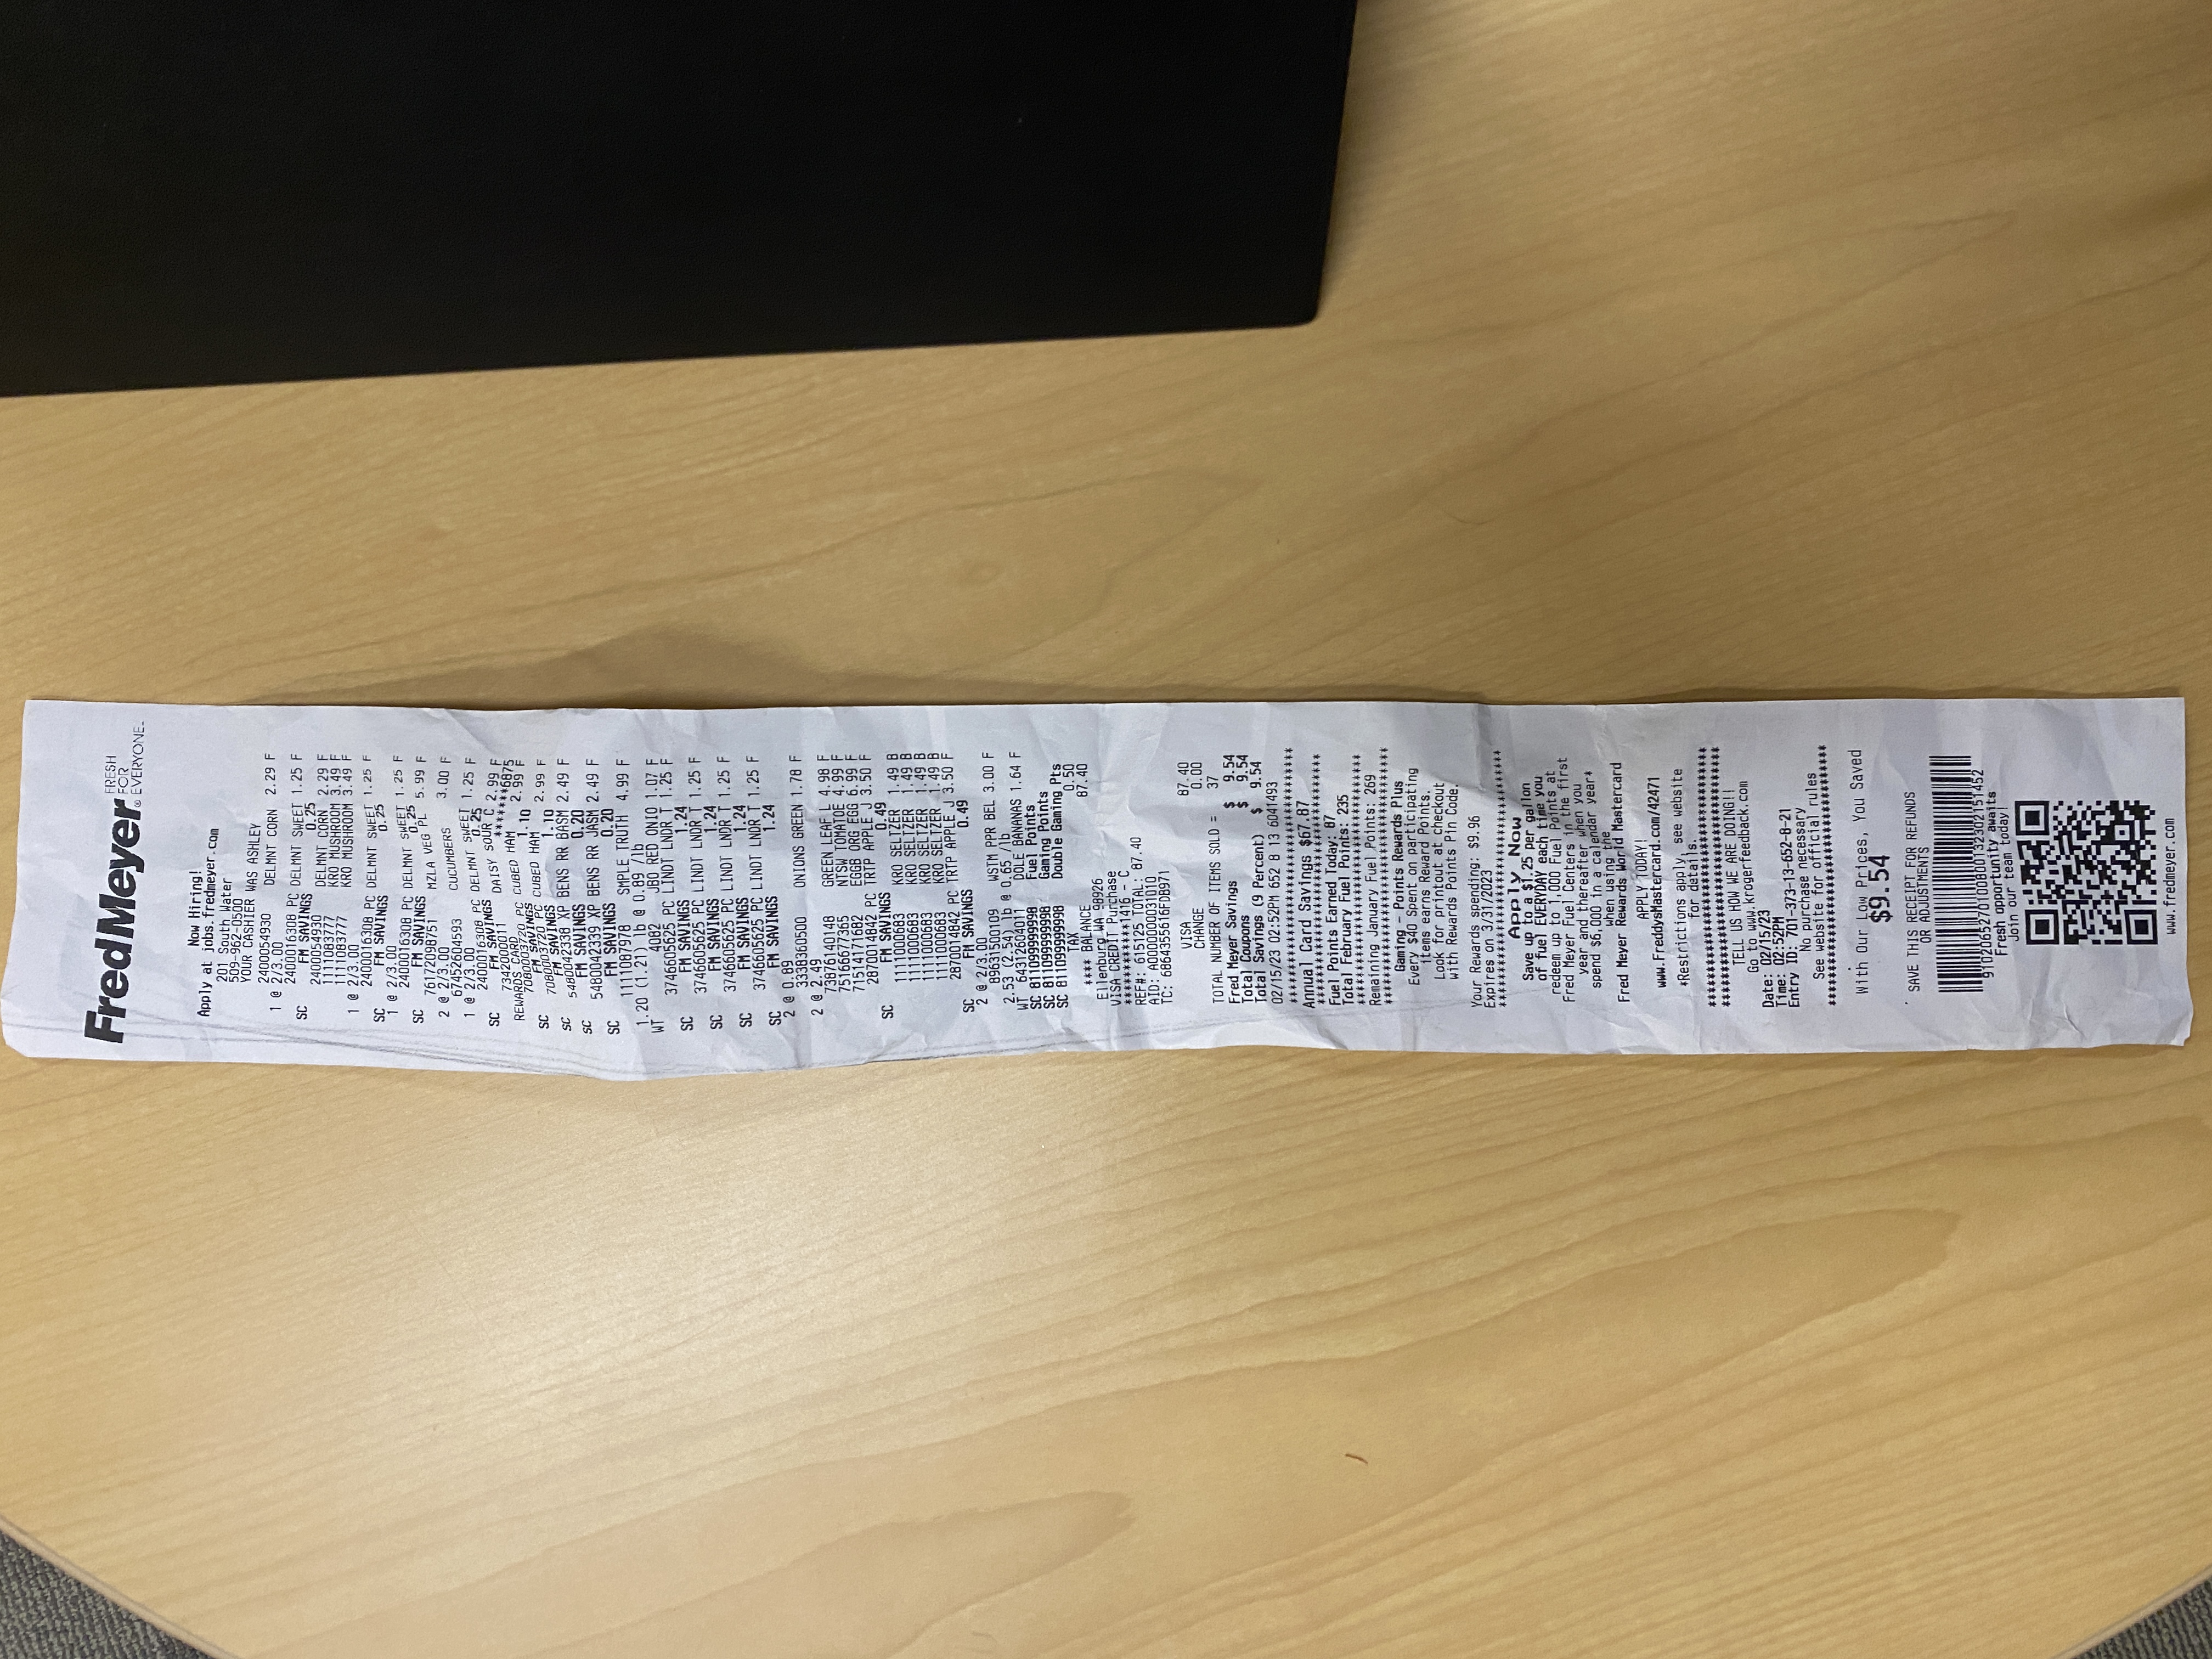 FredMeyer® FRESH FOR EVERYONE.
Now Hiring!
Apply at jobs.fredmeyer.com
201 South Water
509-962-0500
YOUR CASHIER WAS ASHLEY
2400054930 DELMNT CORN 2.29 F
1 @ 2/3.00
2400016308 PC DELMNT SWEET 1.25 F
SC FM SAVINGS 0.25
2400054930 DELMNT CORN 2.29 F
1111083777 KRO MUSHROOM 3.49 F
1111083777 KRO MUSHROOM 3.49 F
1 @ 2/3.00
2400016308 PC DELMNT SWEET 1.25 F
SC FM SAVINGS 0.25
1 @ 2/3.00
2400016308 PC DELMNT SWEET 1.25 F
SC FM SAVINGS 0.25
7617298751 MZLA VEG PL 5.99 F
2 @ 2/3.00
6745204593 CUCUMBERS 3.00 F
1 @ 2/3.00
2400016308 PC DELMNT SWEET 1.25 F
SC FM SAVINGS .25
7342000011 DAISY SOUR C 2.99 F
REWARDS CARD *******6875
7080003720 PC CUBED HAM 2.99 F
SC FM SAVINGS 1.10
7080003720 PC CUBED HAM 2.99 F
SC FM SAVINGS 1.10
5480042338 XP BENS RR BASM 2.49 F
SC FM SAVINGS 0.20
5480042339 XP BENS RR JASM 2.49 F
SC FM SAVINGS 0.20
1111087978 SMPLE TRUTH 4.99 F
1.20 (1.21) lb @ 0.89 /lb
WT 4082 JBO RED ONIO 1.07 F
3746605625 PC LINDT LNDR T 1.25 F
SC FM SAVINGS 1.24
3746605625 PC LINDT LNDR T 1.25 F
SC FM SAVINGS 1.24
3746605625 PC LINDT LNDR T 1.25 F
SC FM SAVINGS 1.24
3746605625 PC LINDT LNDR T 1.25 F
SC FM SAVINGS 1.24
2 @ 0.89
3338360500 ONIONS GREEN 1.78 F
2 @ 2.49
7387640148 GREEN LEAF L 4.98 F
7516677365 NTSW TOMATOE 4.99 F
7151471682 EGBB ORG EGG 6.99 F
2870014842 PC TRTP APPLE J 3.50 F
SC FM SAVINGS 0.49
1111000683 KRO SELTZER 1.49 B
1111000683 KRO SELTZER 1.49 B
1111000683 KRO SELTZER 1.49 B
1111000683 KRO SELTZER 1.49 B
2870014842 PC TRTP APPLE J 3.50 F
SC FM SAVINGS 0.49
2 @ 2/3.00
8963500109 WSTM PPR BEL 3.00 F
2.53 (2.54) lb @ 0.65 /lb
WT 64312604011 DOLE BANANAS 1.64 F
SC 8110999999 Fuel Points
SC 8110999999 Gaming Points
SC 8110999999 Double Gaming Pts
TAX 0.50
**** BALANCE 87.40
Ellenburg WA 98926
VISA CREDIT Purchase
************1416 - C
REF#: 615125 TOTAL: 87.40
AID: A0000000031010
TC: 6864355616FDB971
VISA 87.40
CHANGE 0.00
TOTAL NUMBER OF ITEMS SOLD = 37
Fred Meyer Savings $ 9.54
Total Coupons $ 9.54
Total Savings (9 Percent) $ 9.54
02/15/23 02:52PM 652 8 13 6041493
************************************
Annual Card Savings $67.87
************************************
Fuel Points Earned Today: 87
Total February Fuel Points: 235
************************************
Remaining January Fuel Points: 269
************************************
Gaming - Points Rewards Plus
Every $40 Spent on participating
items earns Reward Points.
Look for printout at checkout
with Rewards Points Pin Code.
Your Rewards spending: $9.96
Expires on 3/31/2023
************************************
Apply Now
Save up to a $1.25 per gallon
of fuel EVERYDAY each time you
redeem up to 1000 Fuel Points at
Fred Meyer Fuel Centers in the first
year and thereafter when you
spend $6,000 in a calendar year*
when using the
Fred Meyer Rewards World Mastercard
APPLY TODAY!
www.FreddysMastercard.com/42471
*Restrictions apply, see website
for details.
************************************
************************************
TELL US HOW WE ARE DOING!!
Go to www.krogerfeedback.com
Date: 02/15/23
Time: 02:52PM
Entry ID: 701-373-13-652-8-21
No purchase necessary
See website for official rules
************************************
With Our Low Prices, You Saved
$9.54
SAVE THIS RECEIPT FOR REFUNDS
OR ADJUSTMENTS
Fresh opportunity awaits
Join our team today!
www.fredmeyer.com